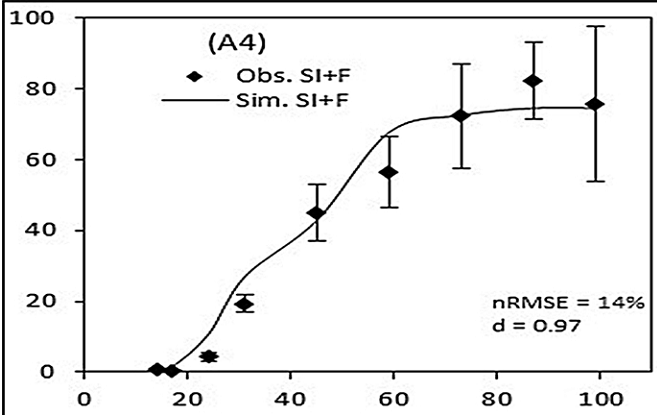 100
(A4)
Obs. SI+F
Sim. SI+F
80
60
40
20
nRMSE = 14%
d = 0.97
0
0 20 40 60 80 100